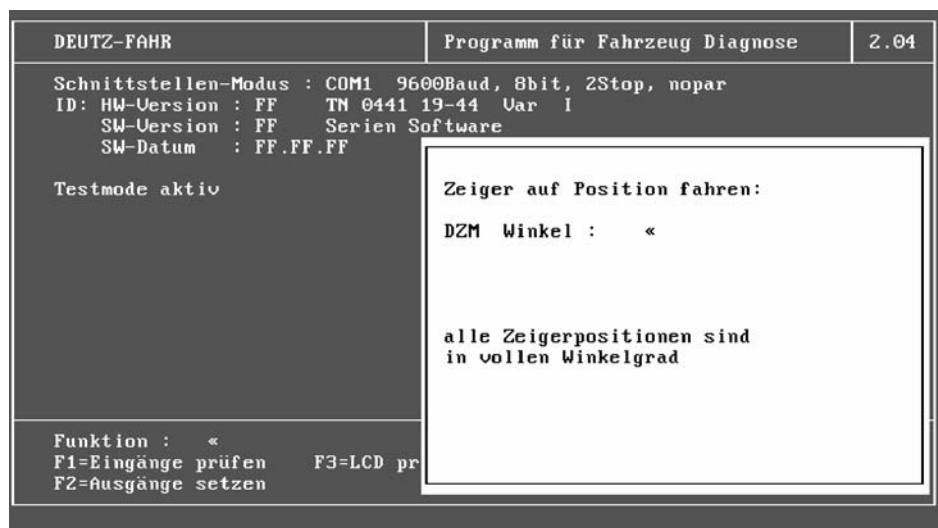 DEUTZ-FAHR
Programm für Fahrzeug Diagnose
2.04
Schnittstellen-Modus : COM1 9600Baud, 8bit, 2Stop, nopar
ID: HW-Version : FF TN 0441 19-44 Var I
SW-Version : FF Serien Software
SW-Datum : FF.FF.FF
Testmode aktiv
Zeiger auf Position fahren:
DZM Winkel : «
alle Zeigerpositionen sind
in vollen Winkelgrad
Funktion : «
F1=Eingänge prüfen F3=LCD pr
F2=Ausgänge setzen